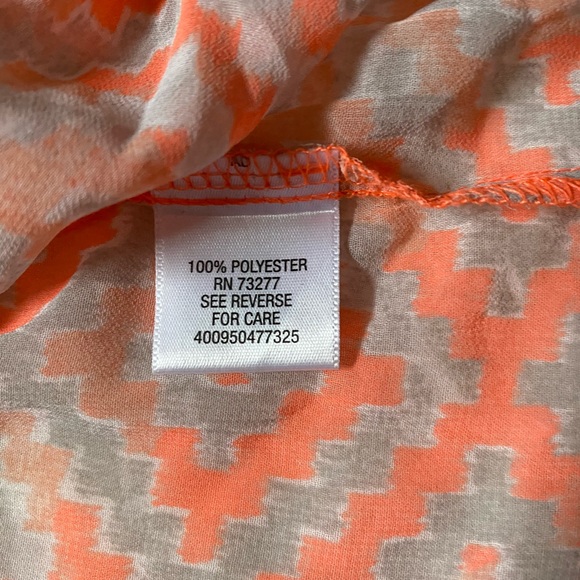 100% POLYESTER
RN 73277
SEE REVERSE
FOR CARE
400950477325